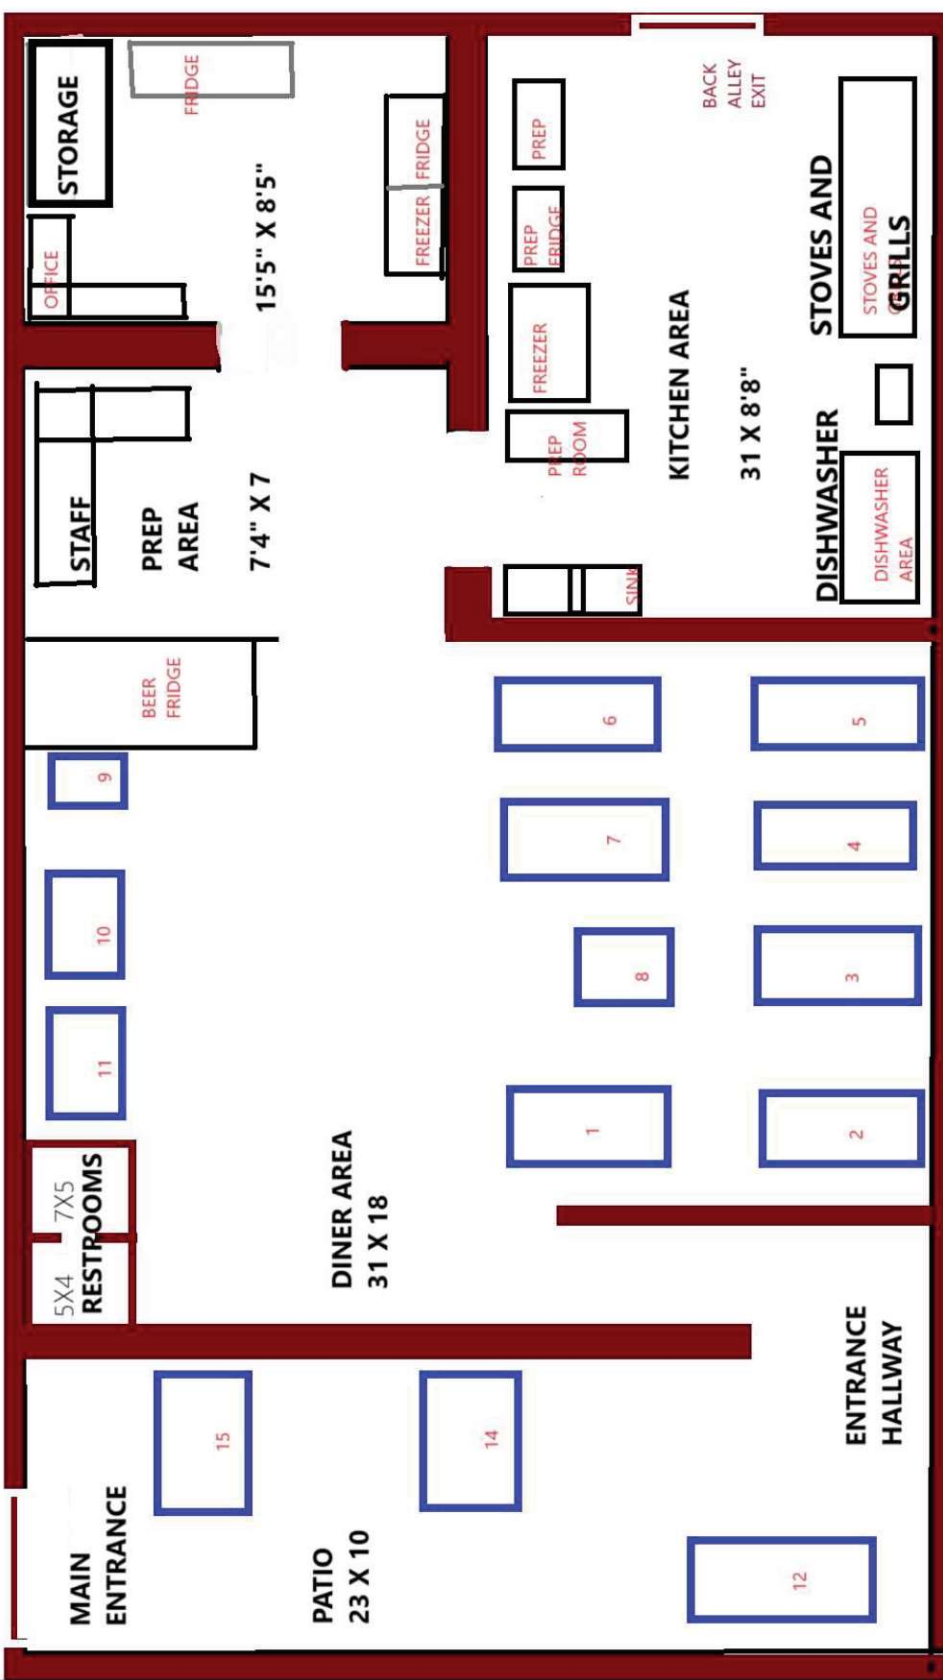 MAIN
ENTRANCE
15
PATIO
23 X 10
14
12
ENTRANCE
HALLWAY
5X4 7X5
RESTROOMS
DINER AREA
31 X 18
11
10
9
1
8
7
6
2
3
4
5
BEER
FRIDGE
STAFF
PREP
AREA
7'4" X 7
OFFICE
STORAGE
FRIDGE
15'5" X 8'5"
FREEZER FRIDGE
SINK
PREP
ROOM
FREEZER
PREP
FRIDGE
PREP
KITCHEN AREA
31 X 8'8"
BACK
ALLEY
EXIT
DISHWASHER
DISHWASHER
AREA
STOVES AND
GRILLS
STOVES AND